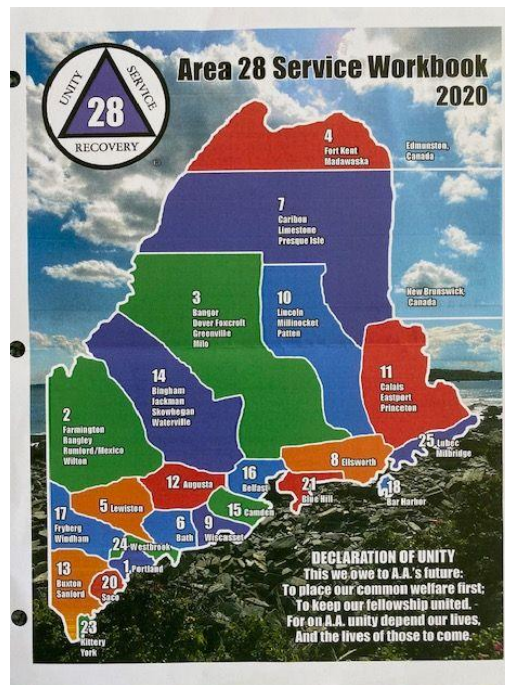 Area 28 Service Workbook
2020
UNITY
SERVICE
28
RECOVERY
4
Fort Kent
Madawaska
Edmunston,
Canada
7
Caribou
Limestone
Presque Isle
New Brunswick,
Canada
3
Bangor
Dover Foxcroft
Greenville
Milo
10
Lincoln
Millinocket
Patten
11
Calais
Eastport
Princeton
14
Bingham
Jackman
Skowhegan
Waterville
2
Farmington
Rangley
Rumford/Mexico
Wilton
25 Lubec
Milbridge
8 Ellsworth
12 Augusta
16
Belfast
21
Blue Hill
18
Bar Harbor
5 Lewiston
15 Camden
17
Fryberg
Windham
6
Bath
9
Wiscasset
24 Westbrook
1 Portland
13
Buxton
Sanford
20
Saco
23
Kittery
York
DECLARATION OF UNITY
This we owe to A.A.'s future:
To place our common welfare first;
To keep our fellowship united.
For on A.A. unity depend our lives,
And the lives of those to come.